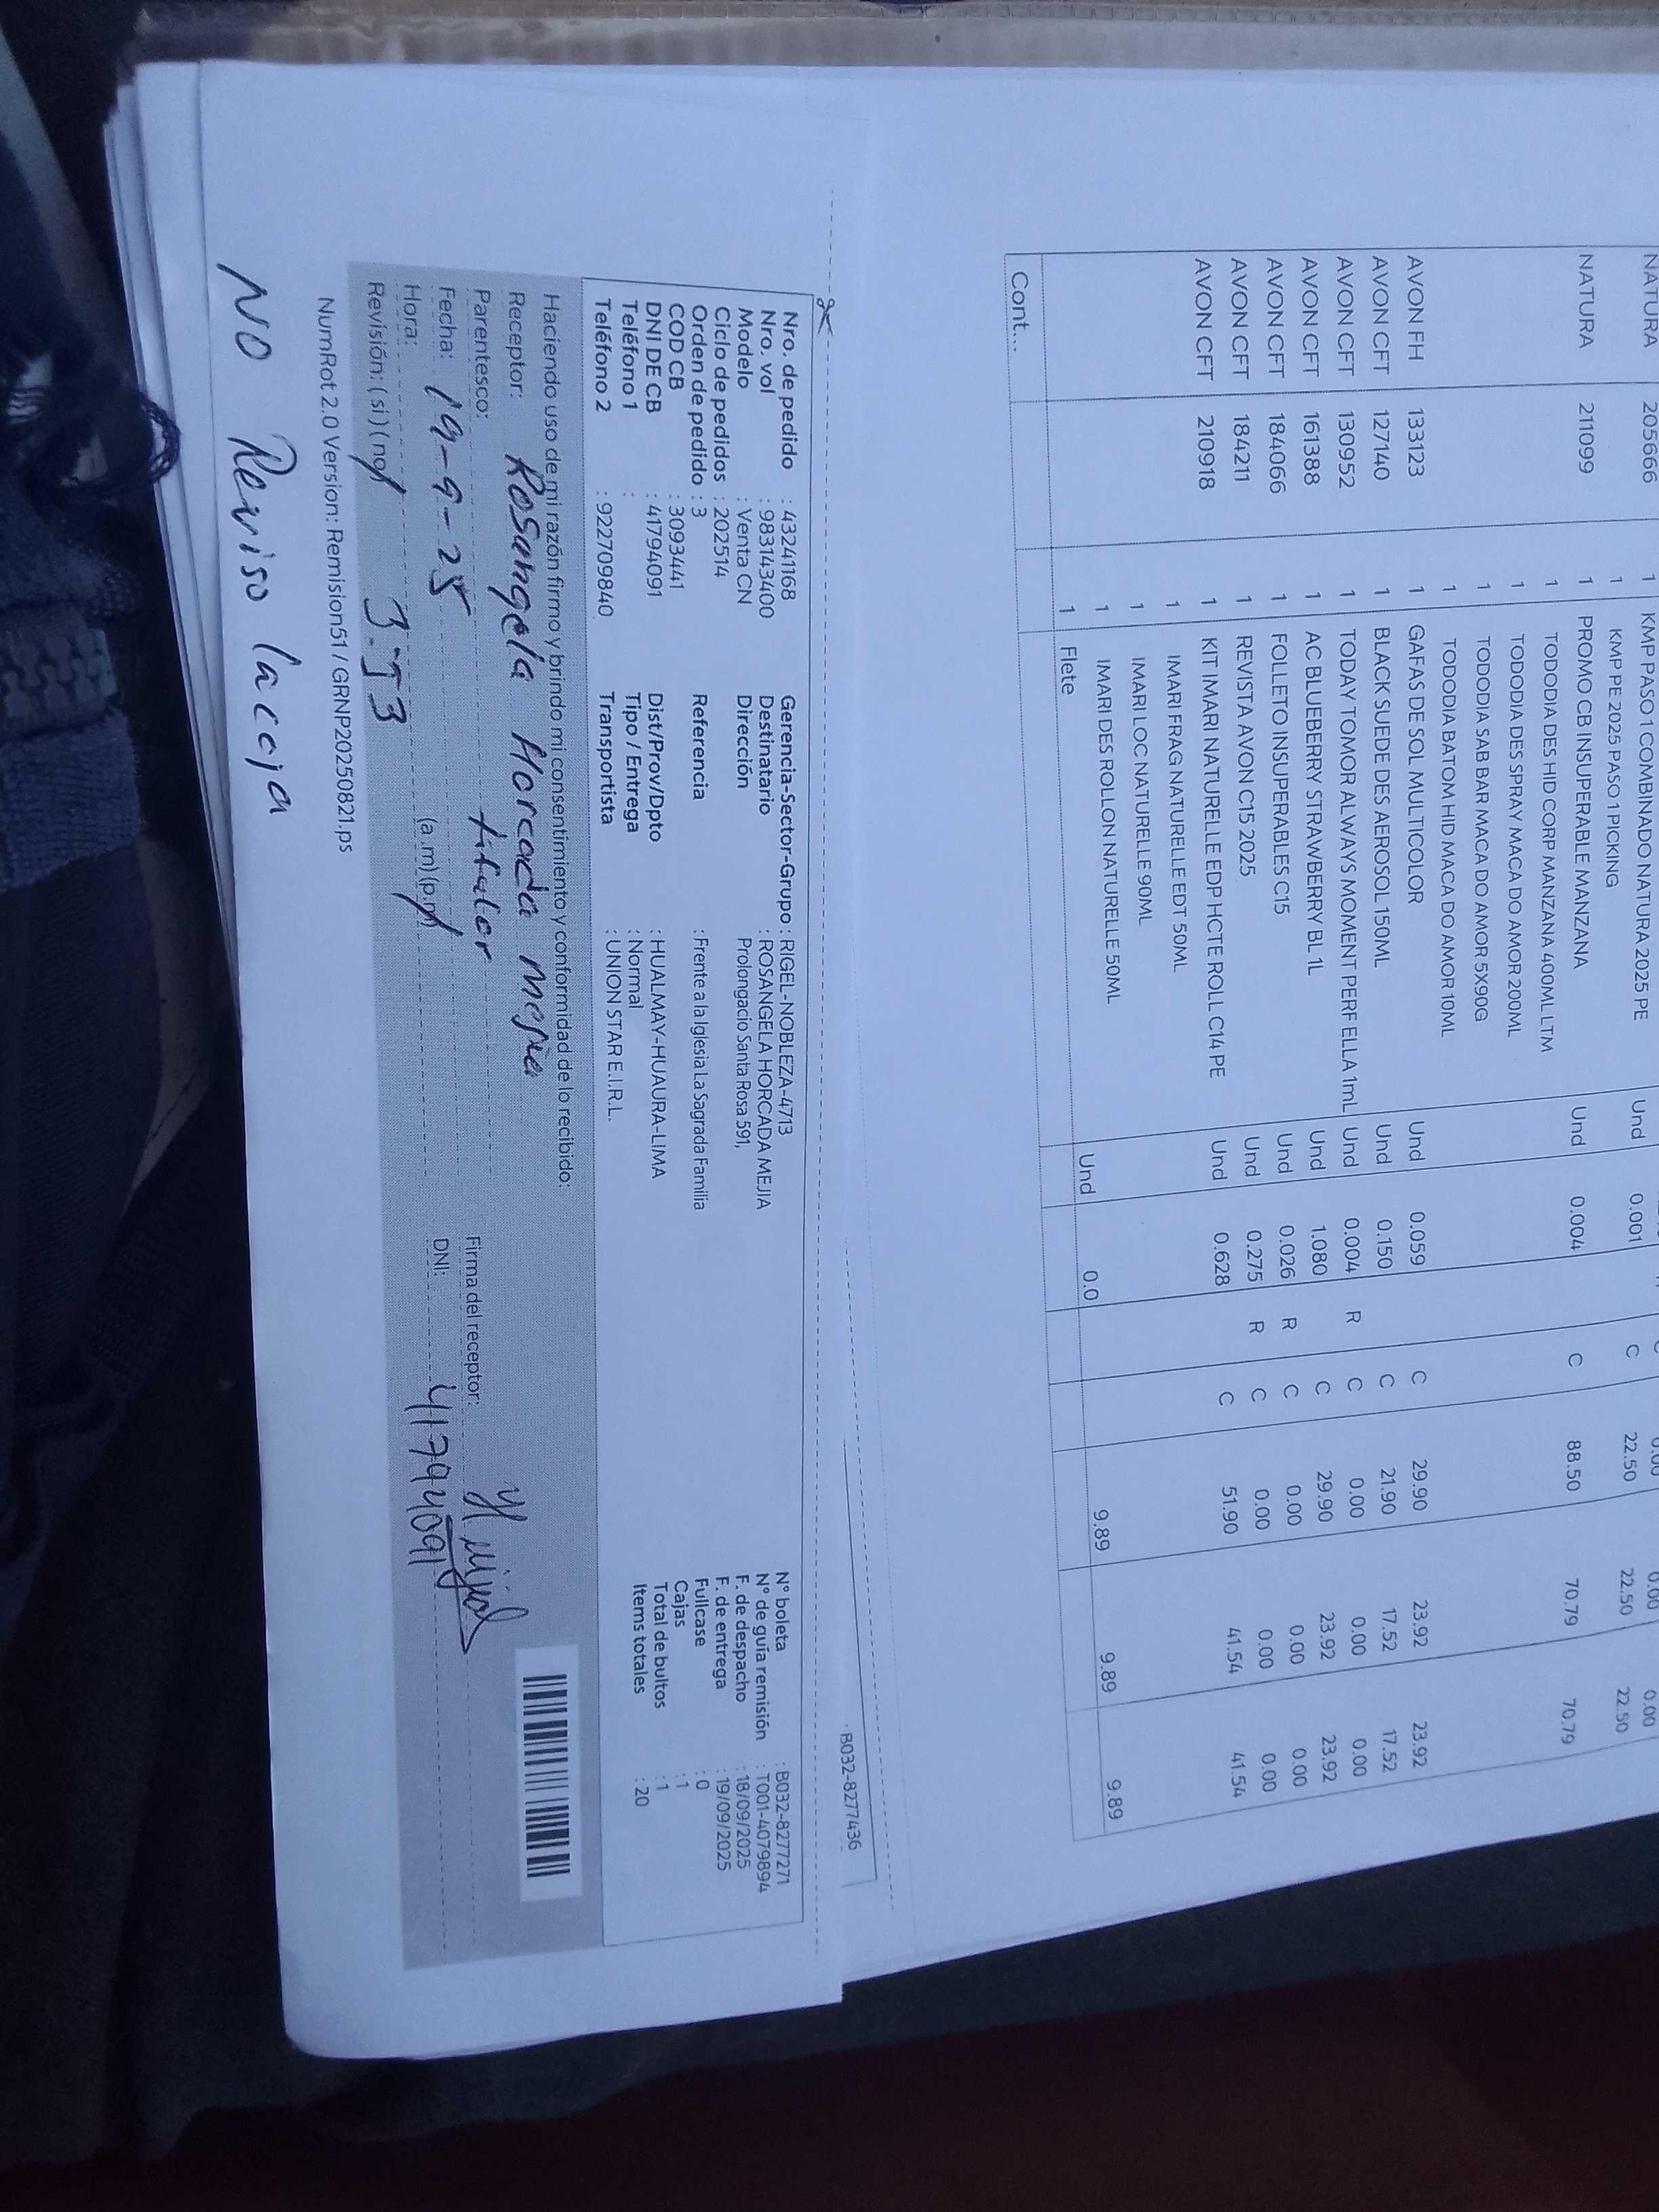 NATURA 205666 1 KMP PASO 1 COMBINADO NATURA 2025 PE Und 0.001 C 22.50 22.50 22.50
1 KMP PE 2025 PASO 1 PICKING
NATURA 211099 1 PROMO CB INSUPERABLE MANZANA Und 0.004 C 88.50 70.79 70.79
1 TODODIA DES HID CORP MANZANA 400ML LTM
1 TODODIA DES SPRAY MACA DO AMOR 200ML
1 TODODIA SAB BAR MACA DO AMOR 5X90G
1 TODODIA BATOM HID MACA DO AMOR 10ML
AVON FH 133123 1 GAFAS DE SOL MULTICOLOR Und 0.059 C 29.90 23.92 23.92
AVON CFT 127140 1 BLACK SUEDE DES AEROSOL 150ML Und 0.150 C 21.90 17.52 17.52
AVON CFT 130952 1 TODAY TOMOR ALWAYS MOMENT PERF ELLA 1mL Und 0.004 R C 0.00 0.00 0.00
AVON CFT 161388 1 AC BLUEBERRY STRAWBERRY BL 1L Und 1.080 C 29.90 23.92 23.92
AVON CFT 184066 1 FOLLETO INSUPERABLES C15 Und 0.026 R C 0.00 0.00 0.00
AVON CFT 184211 1 REVISTA AVON C15 2025 Und 0.275 R C 0.00 0.00 0.00
AVON CFT 210918 1 KIT IMARI NATURELLE EDP HCTE ROLL C14 PE Und 0.628 C 51.90 41.54 41.54
1 IMARI FRAG NATURELLE EDT 50ML
1 IMARI LOC NATURELLE 90ML
1 IMARI DES ROLLON NATURELLE 50ML
1 Flete Und 0.0 9.89 9.89 9.89
Cont...
B032-8277436
Nro. de pedido : 43241168 Gerencia-Sector-Grupo : RIGEL-NOBLEZA-4713 N° boleta : B032-8277271
Nro. vol : 983143400 Destinatario : ROSANGELA HORCADA MEJIA N° de guía remisión : T001-4079894
Modelo : Venta CN Dirección Prolongacio Santa Rosa 591, F. de despacho : 18/09/2025
Ciclo de pedidos : 202514 F. de entrega : 19/09/2025
Orden de pedido : 3 Referencia : Frente a la Iglesia La Sagrada Familia Fullcase : 0
COD CB : 3093441 Cajas : 1
DNI DE CB : 41794091 Dist/Prov/Dpto : HUALMAY-HUAURA-LIMA Total de bultos : 1
Teléfono 1 : Tipo / Entrega : Normal Items totales : 20
Teléfono 2 : 922709840 Transportista : UNION STAR E.I.R.L.
Haciendo uso de mi razón firmo y brindo mi consentimiento y conformidad de lo recibido:
Receptor: Rosangela Horcada mejia
Parentesco: titular Firma del receptor:
Fecha: 19-9-25 DNI: 41794091
Hora: 3:53 (a.m) (p.m)
Revisión: ( si ) ( no )
NumRot 2.0 Version: Remision51 / GRNP20250821.ps
NO Reviso la coja